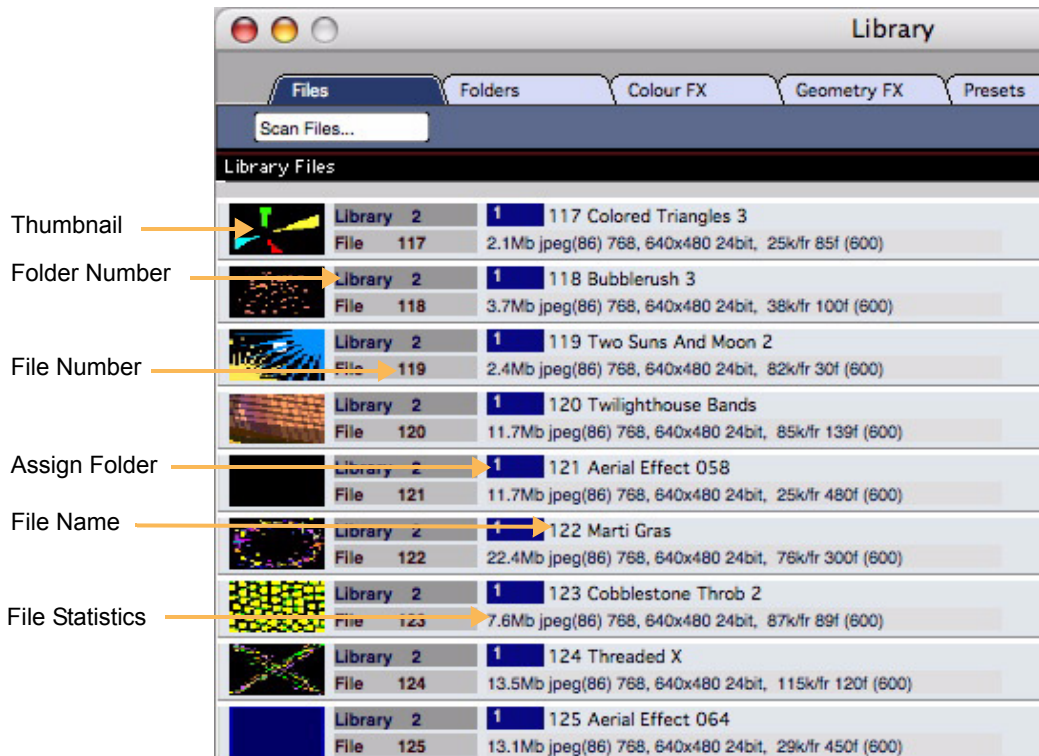 Library
Files Folders Colour FX Geometry FX Presets
Scan Files...
Library Files
Thumbnail
Library 2 1 117 Colored Triangles 3
File 117 2.1Mb jpeg(86) 768, 640x480 24bit, 25k/fr 85f (600)
Folder Number
Library 2 1 118 Bubblerush 3
File 118 3.7Mb jpeg(86) 768, 640x480 24bit, 38k/fr 100f (600)
Library 2 1 119 Two Suns And Moon 2
File Number
File 119 2.4Mb jpeg(86) 768, 640x480 24bit, 82k/fr 30f (600)
Library 2 1 120 Twilighthouse Bands
File 120 11.7Mb jpeg(86) 768, 640x480 24bit, 85k/fr 139f (600)
Assign Folder
Library 2 1 121 Aerial Effect 058
File 121 11.7Mb jpeg(86) 768, 640x480 24bit, 25k/fr 480f (600)
File Name
Library 2 1 122 Marti Gras
File 122 22.4Mb jpeg(86) 768, 640x480 24bit, 76k/fr 300f (600)
Library 2 1 123 Cobblestone Throb 2
File Statistics
File 123 7.6Mb jpeg(86) 768, 640x480 24bit, 87k/fr 89f (600)
Library 2 1 124 Threaded X
File 124 13.5Mb jpeg(86) 768, 640x480 24bit, 115k/fr 120f (600)
Library 2 1 125 Aerial Effect 064
File 125 13.1Mb jpeg(86) 768, 640x480 24bit, 29k/fr 450f (600)